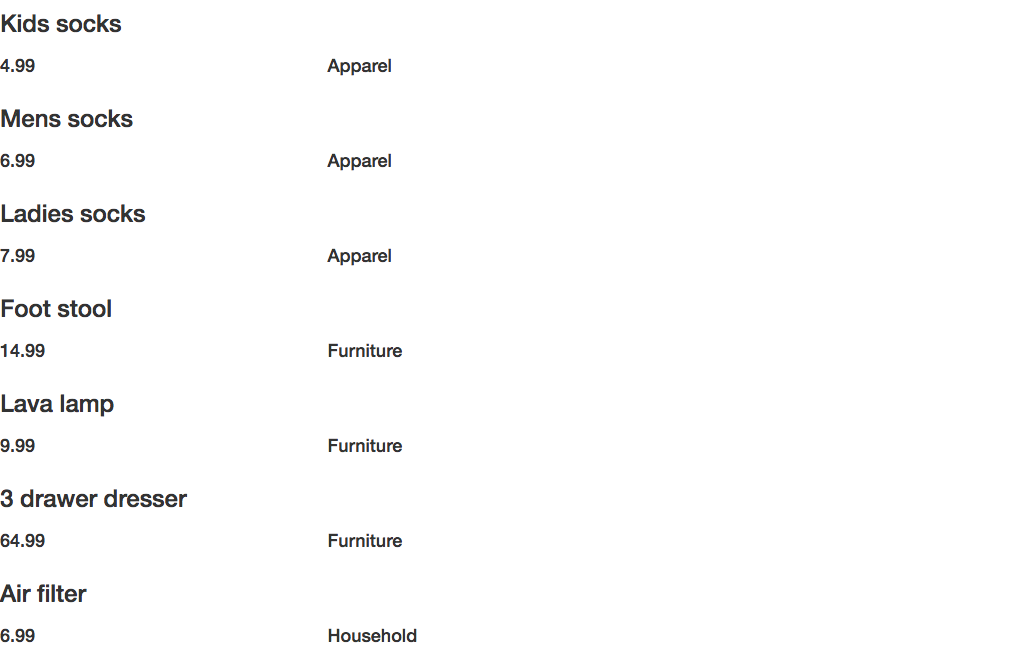 Kids socks
4.99 Apparel
Mens socks
6.99 Apparel
Ladies socks
7.99 Apparel
Foot stool
14.99 Furniture
Lava lamp
9.99 Furniture
3 drawer dresser
64.99 Furniture
Air filter
6.99 Household